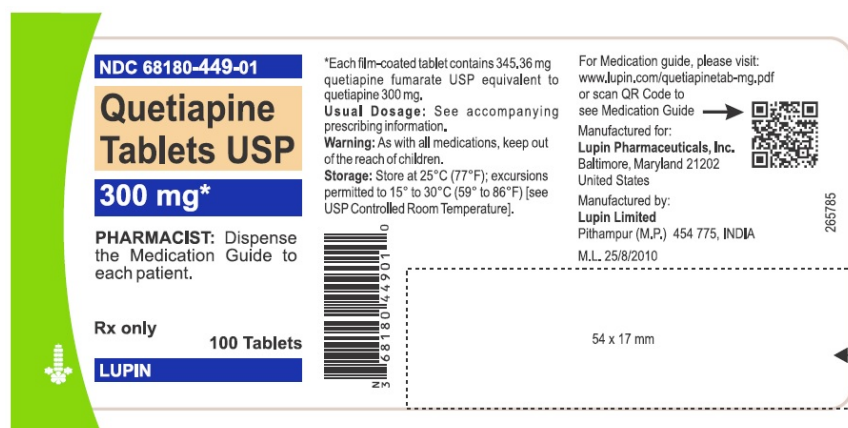 NDC 68180-449-01
Quetiapine
Tablets USP
300 mg*
PHARMACIST: Dispense
the Medication Guide to
each patient.
Rx only
100 Tablets
LUPIN
*Each film-coated tablet contains 345.36 mg
quetiapine fumarate USP equivalent to
quetiapine 300 mg.
Usual Dosage: See accompanying
prescribing information.
Warning: As with all medications, keep out
of the reach of children.
Storage: Store at 25°C (77°F); excursions
permitted to 15° to 30°C (59° to 86°F) [see
USP Controlled Room Temperature].
N
3 68180 44901 0
For Medication guide, please visit:
www.lupin.com/quetiapinetab-mg.pdf
or scan QR Code to
see Medication Guide
Manufactured for:
Lupin Pharmaceuticals, Inc.
Baltimore, Maryland 21202
United States
Manufactured by:
Lupin Limited
Pithampur (M.P.) 454 775, INDIA
M.L. 25/8/2010
265785
54 x 17 mm